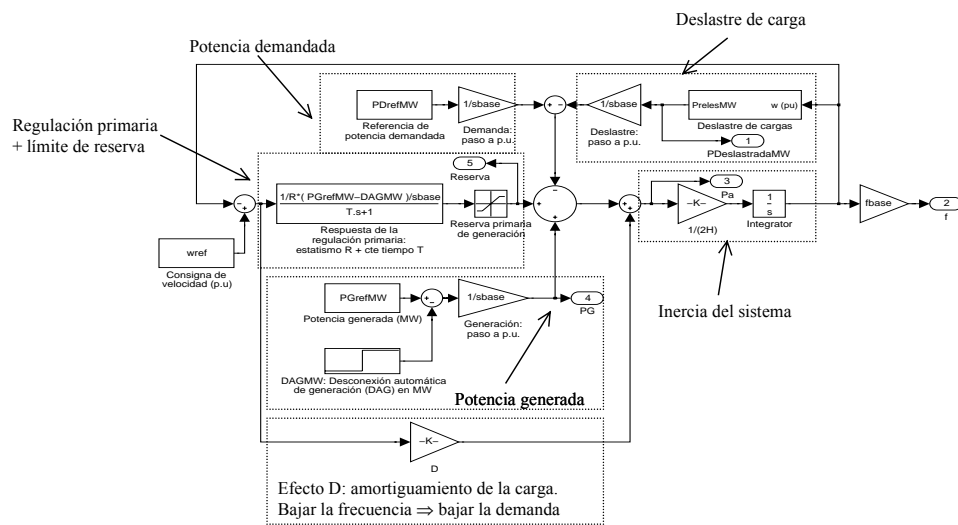 Deslastre de carga
Potencia demandada
PDrefMW
Referencia de
potencia demandada
1/sbase
Demanda:
paso a p.u.
+ −
1/sbase
Deslastre:
paso a p.u.
PrelesMW
w (pu)
Deslastre de cargas
1
PDeslastradaMW
Regulación primaria
+ límite de reserva
5
Reserva
1/R*( PGrefMW−DAGMW )/sbase
T.s+1
Respuesta de la
regulación primaria:
estatismo R + cte tiempo T
Reserva primaria
de generación
−
+
+
−
+
wref
Consigna de
velocidad (p.u)
+
+
3
Pa
−K−
1/(2H)
1
s
Integrator
fbase
2
f
Inercia del sistema
PGrefMW
Potencia generada (MW)
+
−
1/sbase
Generación:
paso a p.u.
4
PG
DAGMW: Desconexión automática
de generación (DAG) en MW
Potencia generada
−K−
D
Efecto D: amortiguamiento de la carga.
Bajar la frecuencia ⇒ bajar la demanda